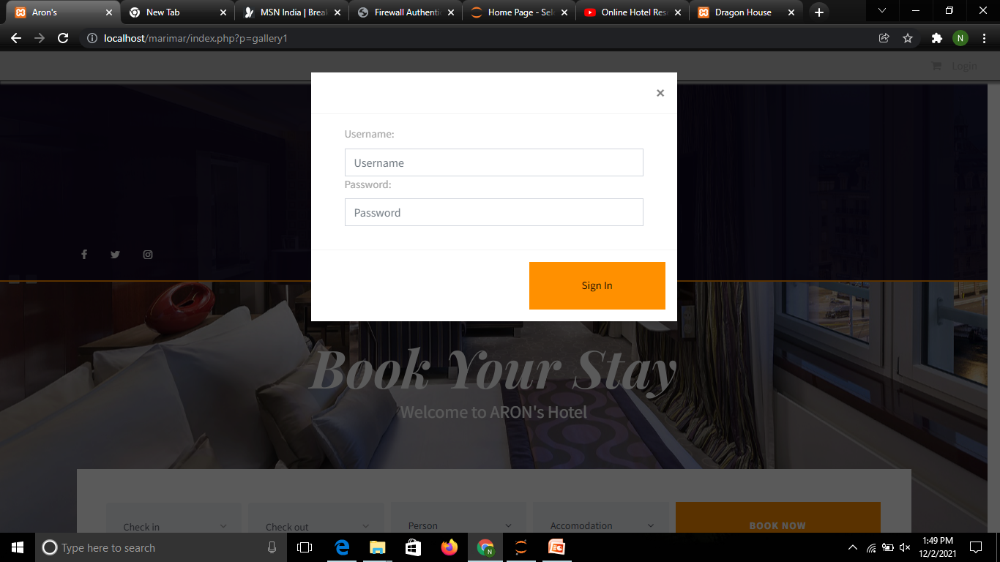 Aron's
New Tab
MSN India | Brea
Firewall Authenti
Home Page - Sel
Online Hotel Res
Dragon House
localhost/marimar/index.php?p=gallery1
N
Login
×
Username:
Username
Password:
Password
Sign In
Book Your Stay
Welcome to ARON's Hotel
Check in
Check out
Person
Accomodation
BOOK NOW
Type here to search
1:49 PM
12/2/2021